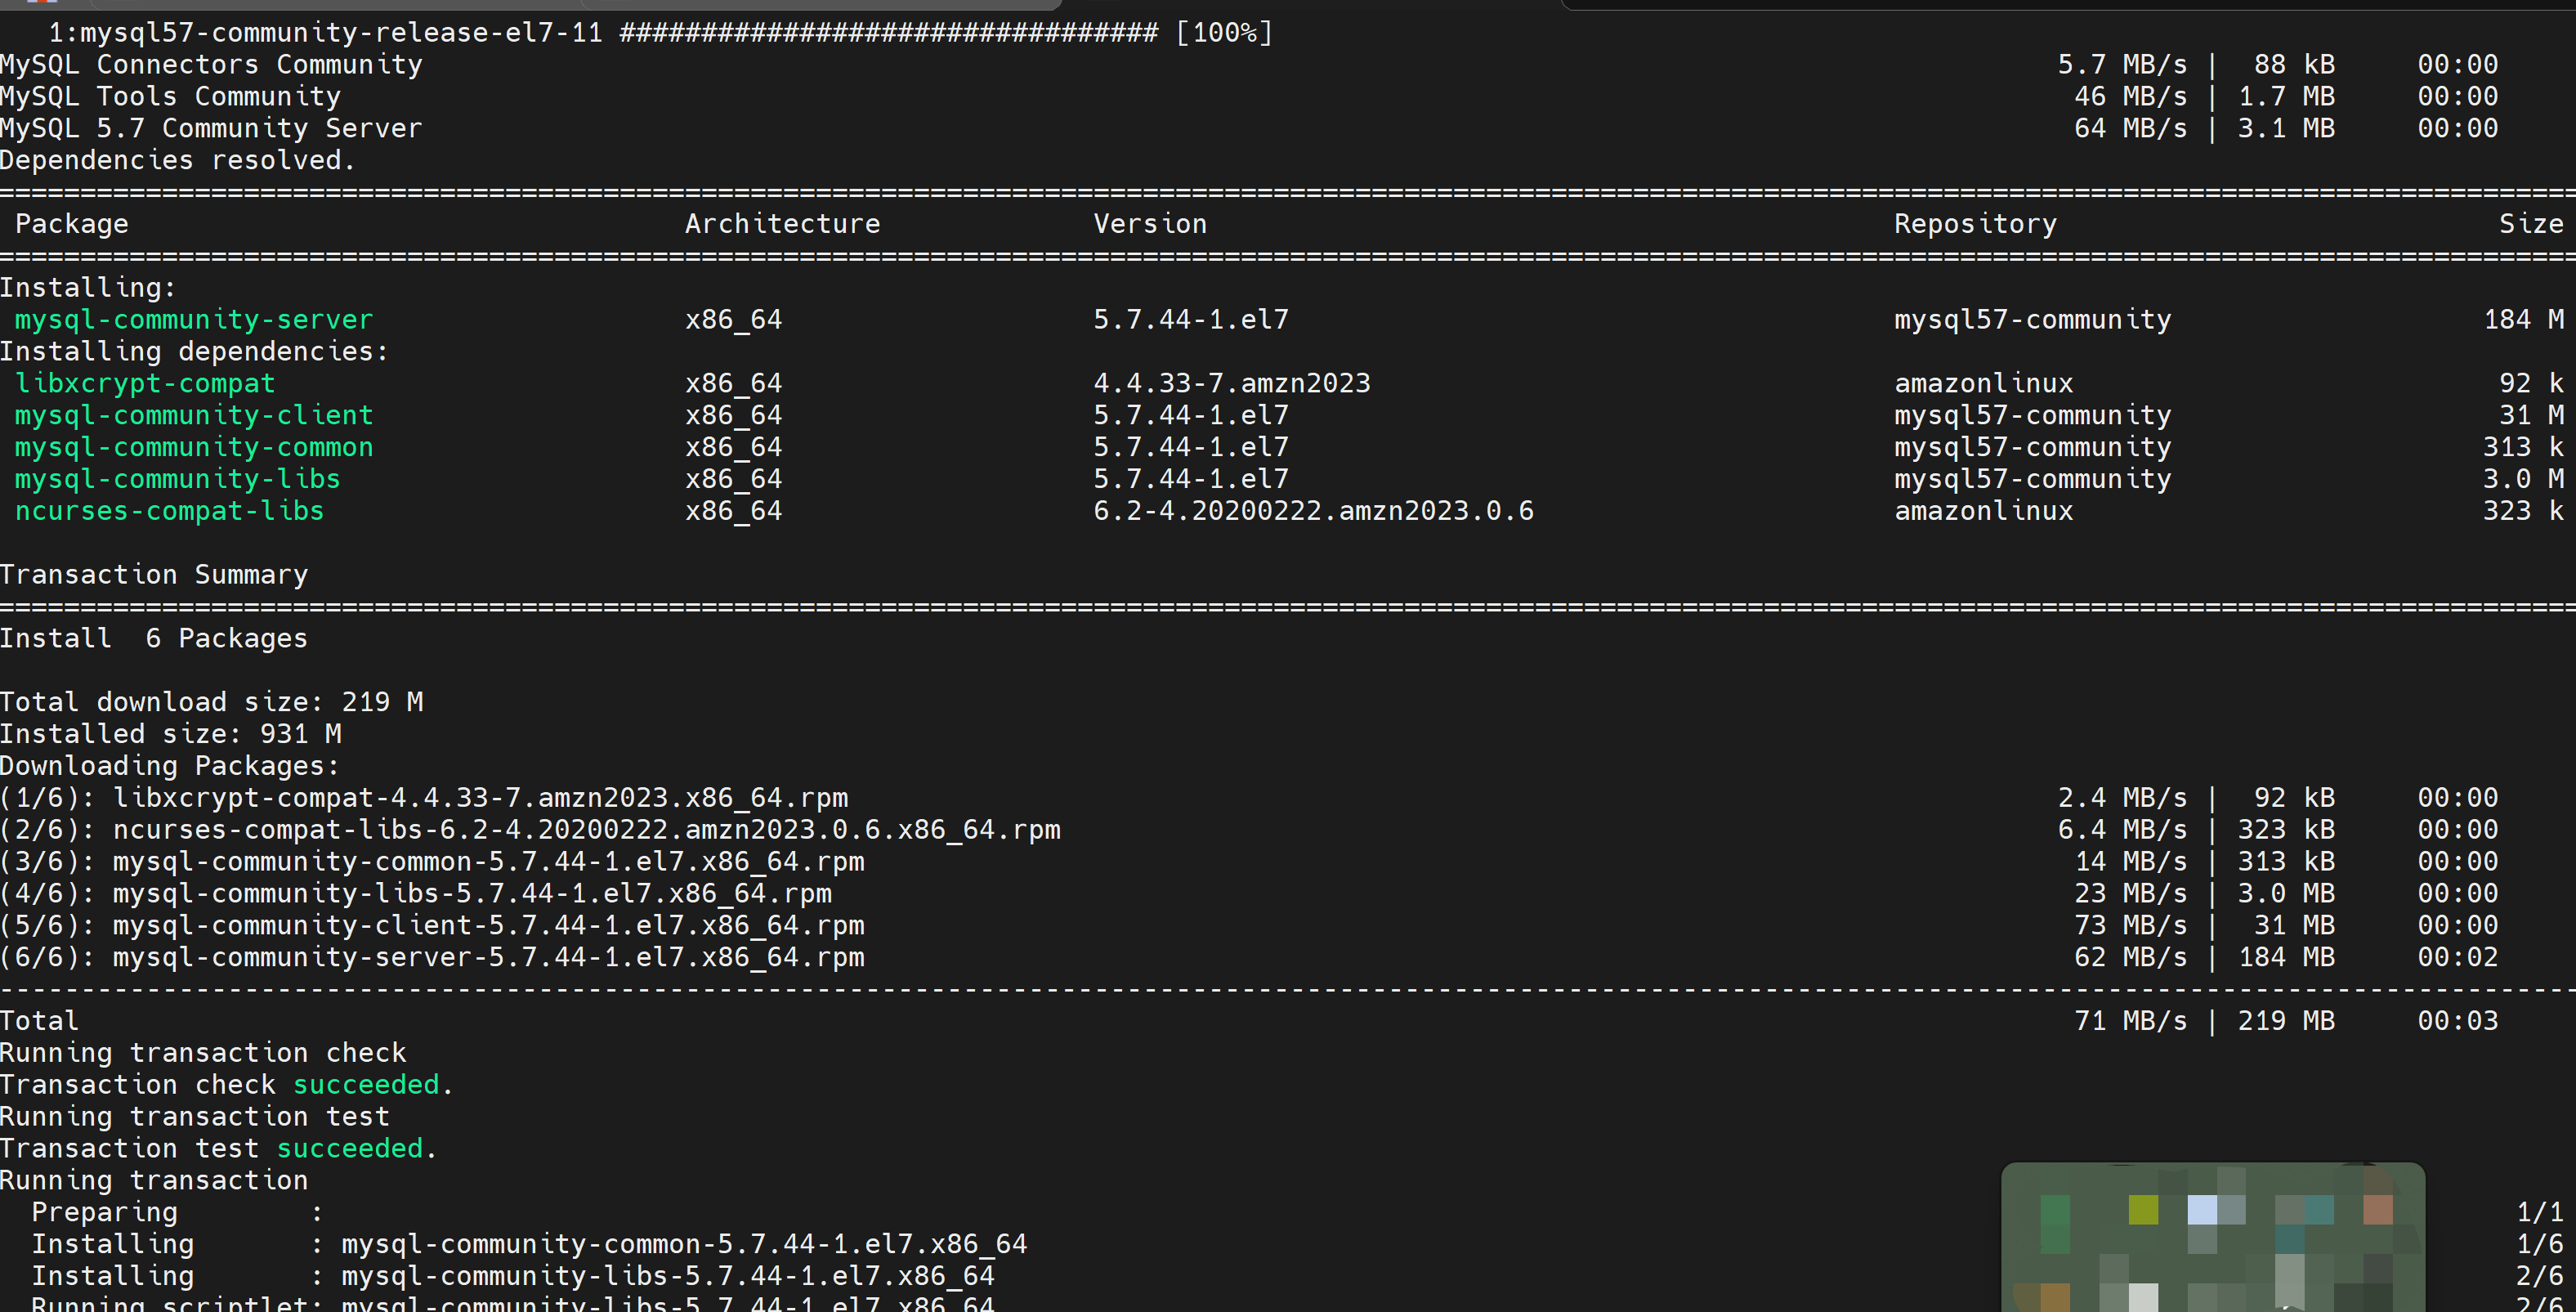 1:mysql57-community-release-el7-11 ################################# [100%]
MySQL Connectors Community 5.7 MB/s | 88 kB 00:00
MySQL Tools Community 46 MB/s | 1.7 MB 00:00
MySQL 5.7 Community Server 64 MB/s | 3.1 MB 00:00
Dependencies resolved.
Package Architecture Version Repository Size
Installing:
mysql-community-server x86_64 5.7.44-1.el7 mysql57-community 184 M
Installing dependencies:
libxcrypt-compat x86_64 4.4.33-7.amzn2023 amazonlinux 92 k
mysql-community-client x86_64 5.7.44-1.el7 mysql57-community 31 M
mysql-community-common x86_64 5.7.44-1.el7 mysql57-community 313 k
mysql-community-libs x86_64 5.7.44-1.el7 mysql57-community 3.0 M
ncurses-compat-libs x86_64 6.2-4.20200222.amzn2023.0.6 amazonlinux 323 k
Transaction Summary
Install 6 Packages
Total download size: 219 M
Installed size: 931 M
Downloading Packages:
(1/6): libxcrypt-compat-4.4.33-7.amzn2023.x86_64.rpm 2.4 MB/s | 92 kB 00:00
(2/6): ncurses-compat-libs-6.2-4.20200222.amzn2023.0.6.x86_64.rpm 6.4 MB/s | 323 kB 00:00
(3/6): mysql-community-common-5.7.44-1.el7.x86_64.rpm 14 MB/s | 313 kB 00:00
(4/6): mysql-community-libs-5.7.44-1.el7.x86_64.rpm 23 MB/s | 3.0 MB 00:00
(5/6): mysql-community-client-5.7.44-1.el7.x86_64.rpm 73 MB/s | 31 MB 00:00
(6/6): mysql-community-server-5.7.44-1.el7.x86_64.rpm 62 MB/s | 184 MB 00:02
Total 71 MB/s | 219 MB 00:03
Running transaction check
Transaction check succeeded.
Running transaction test
Transaction test succeeded.
Running transaction
Preparing : 1/1
Installing : mysql-community-common-5.7.44-1.el7.x86_64 1/6
Installing : mysql-community-libs-5.7.44-1.el7.x86_64 2/6
Running scriptlet: mysql-community-libs-5.7.44-1.el7.x86_64 2/6